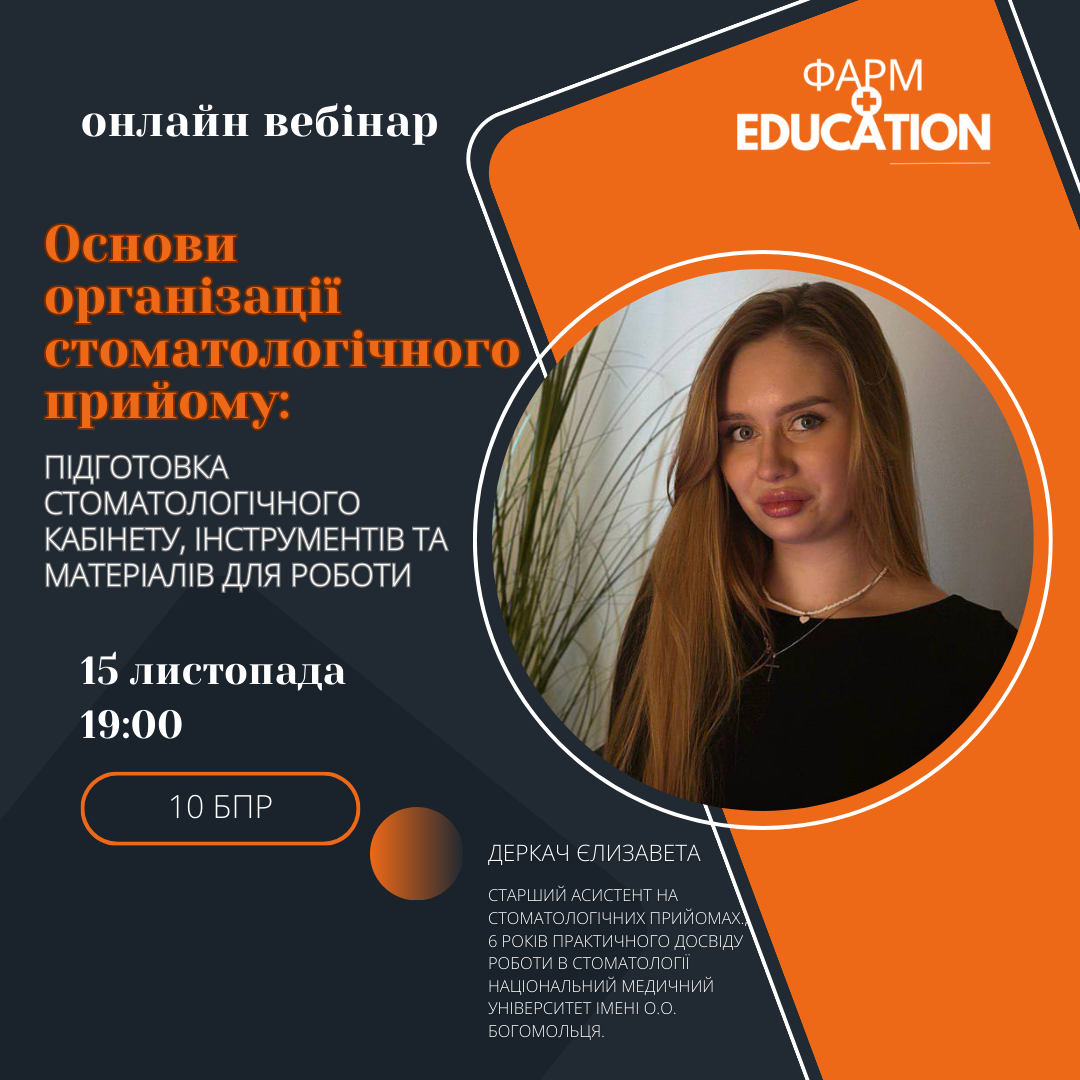 ФАРМ
EDUCATION
онлайн вебінар
Основи
організації
стоматологічного
прийому:
ПІДГОТОВКА
СТОМАТОЛОГІЧНОГО
КАБІНЕТУ, ІНСТРУМЕНТІВ ТА
МАТЕРІАЛІВ ДЛЯ РОБОТИ
15 листопада
19:00
10 БПР
ДЕРКАЧ ЄЛИЗАВЕТА
СТАРШИЙ АСИСТЕНТ НА
СТОМАТОЛОГІЧНИХ ПРИЙОМАХ.,
6 РОКІВ ПРАКТИЧНОГО ДОСВІДУ
РОБОТИ В СТОМАТОЛОГІЇ
НАЦІОНАЛЬНИЙ МЕДИЧНИЙ
УНІВЕРСИТЕТ ІМЕНІ О.О.
БОГОМОЛЬЦЯ.